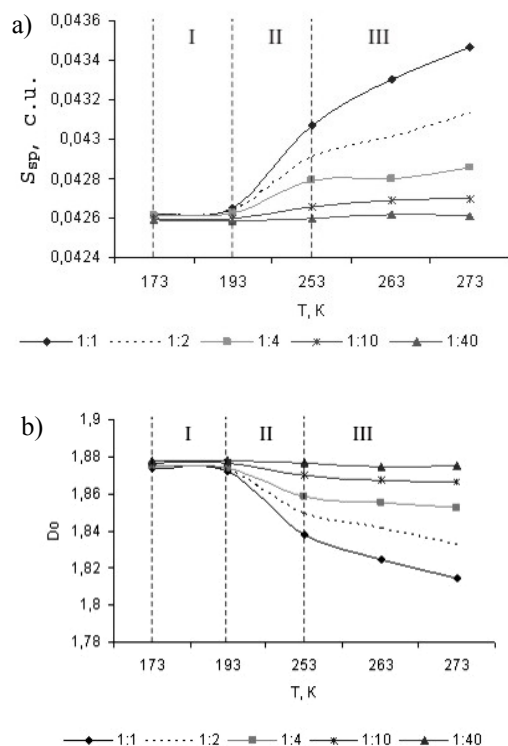 a)
0,0436
0,0434
0,0432
0,043
0,0428
0,0426
0,0424
S_sp, c.u.
I II III
173 193 253 263 273
T, K
1:1 1:2 1:4 1:10 1:40
b)
1,9
1,88
1,86
1,84
1,82
1,8
1,78
D0
I II III
173 193 253 263 273
T, K
1:1 1:2 1:4 1:10 1:40